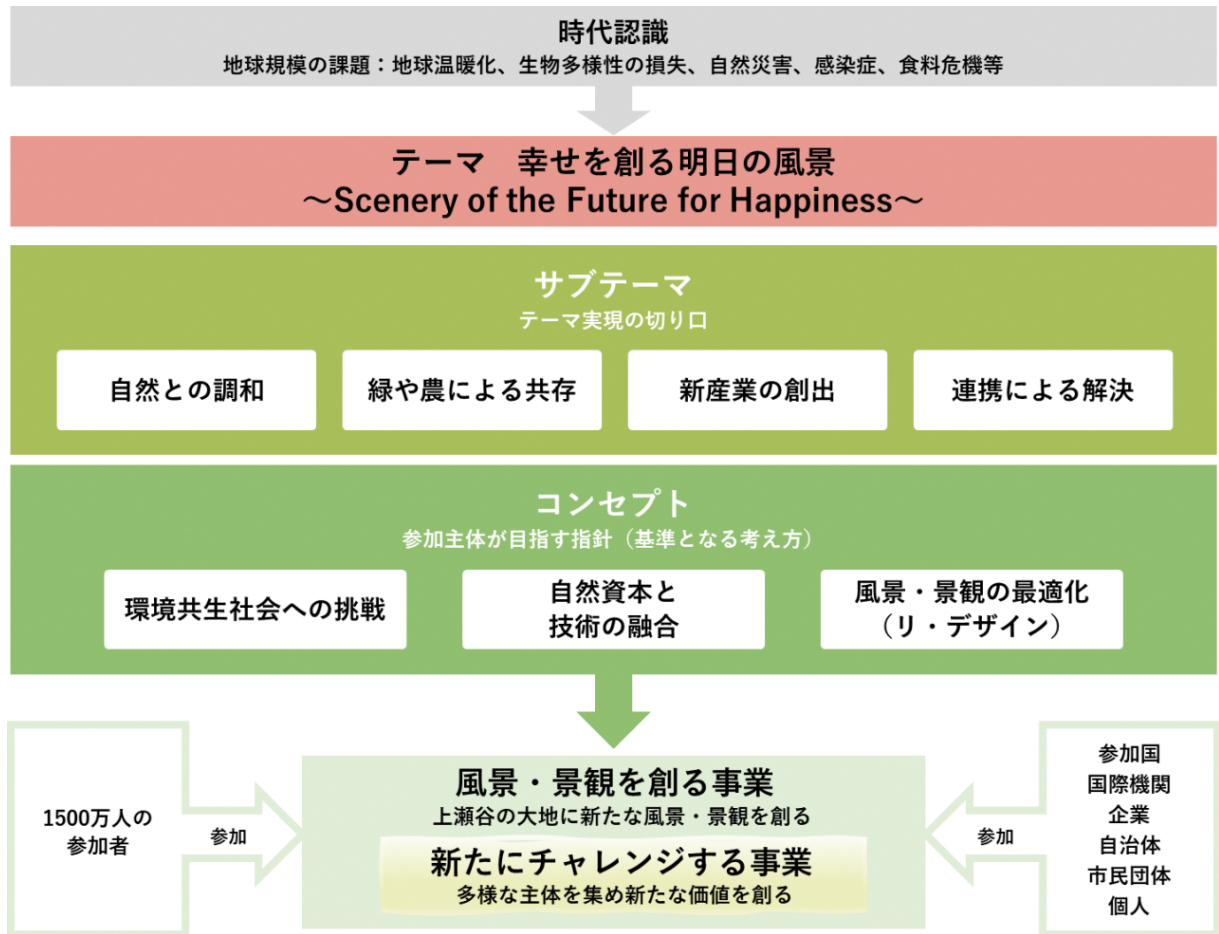 時代認識
地球規模の課題：地球温暖化、生物多様性の損失、自然災害、感染症、食料危機等
テーマ　幸せを創る明日の風景
～Scenery of the Future for Happiness～
サブテーマ
テーマ実現の切り口
自然との調和
緑や農による共存
新産業の創出
連携による解決
コンセプト
参加主体が目指す指針（基準となる考え方）
環境共生社会への挑戦
自然資本と
技術の融合
風景・景観の最適化
（リ・デザイン）
1500万人の
参加者
参加
風景・景観を創る事業
上瀬谷の大地に新たな風景・景観を創る
新たにチャレンジする事業
多様な主体を集め新たな価値を創る
参加
参加国
国際機関
企業
自治体
市民団体
個人